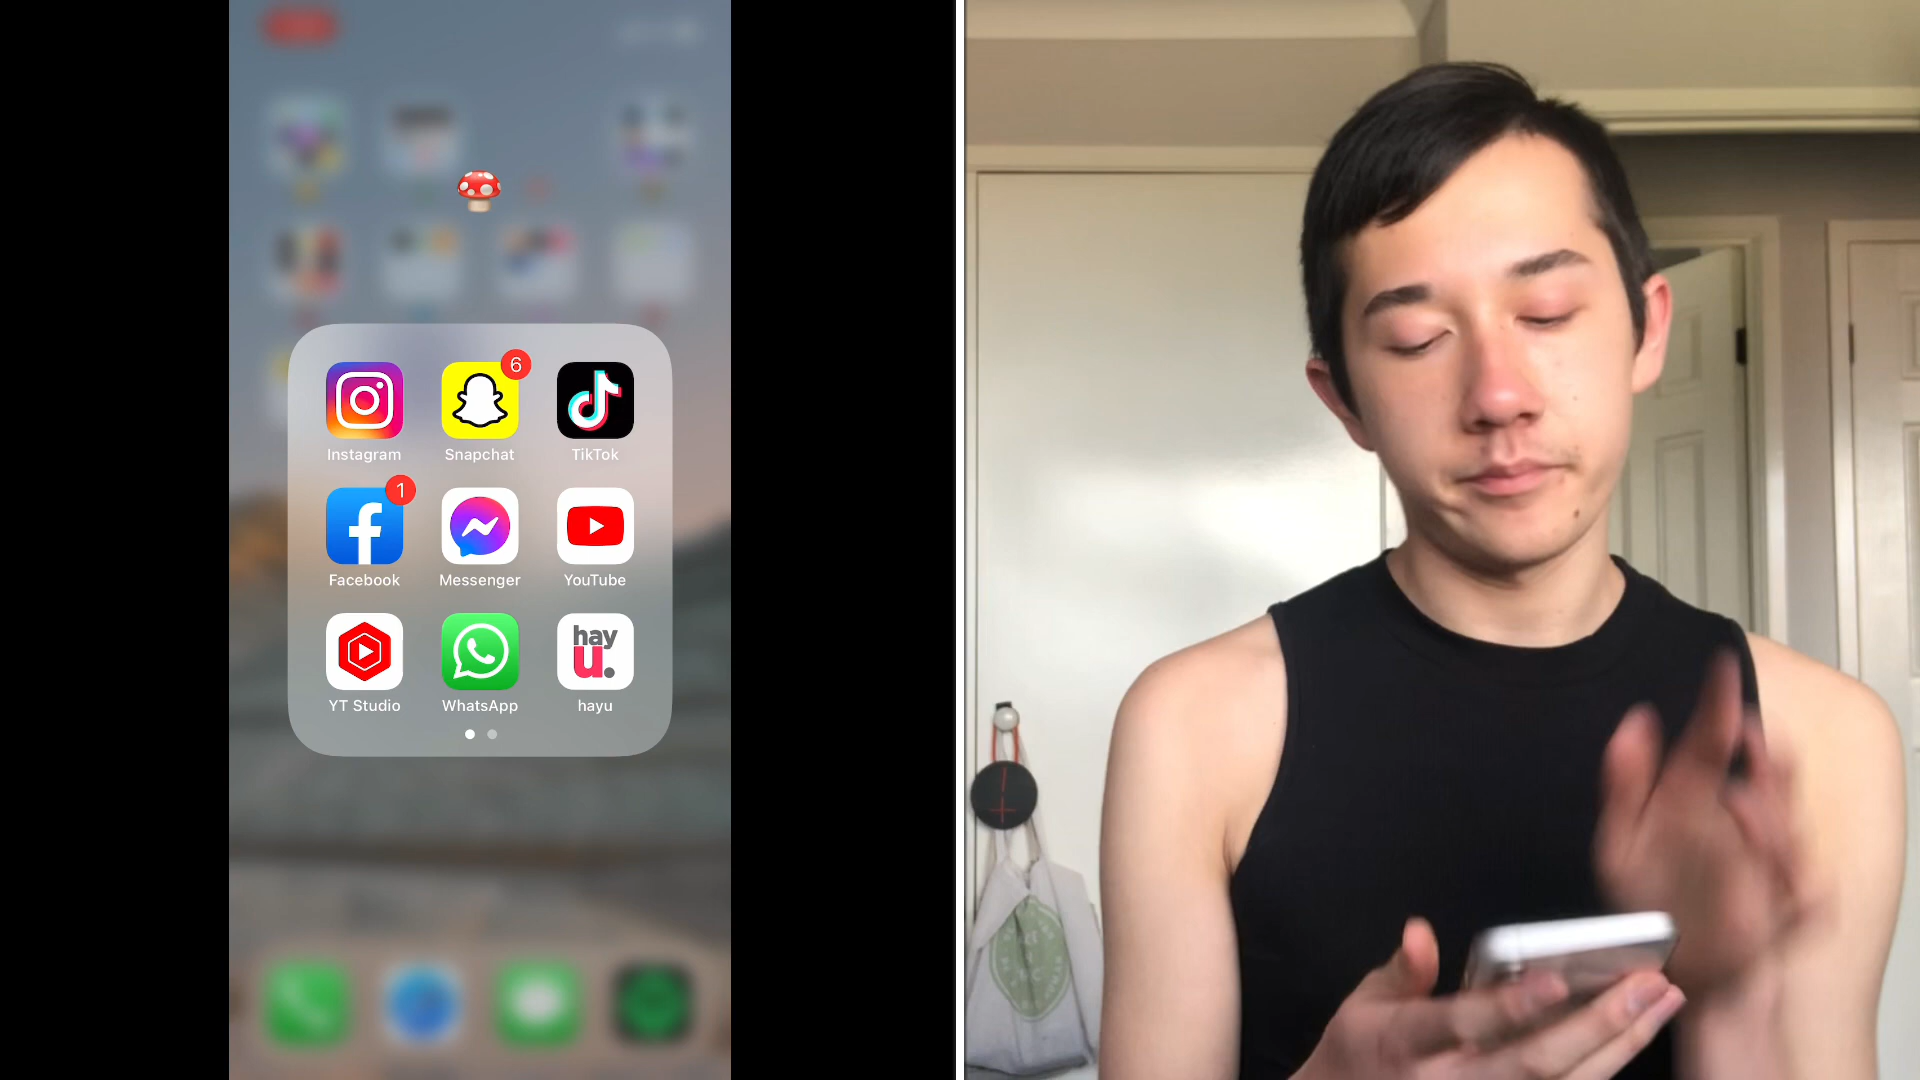 🍄
6
Instagram Snapchat TikTok
1
Facebook Messenger YouTube
hay
u.
YT Studio WhatsApp hayu